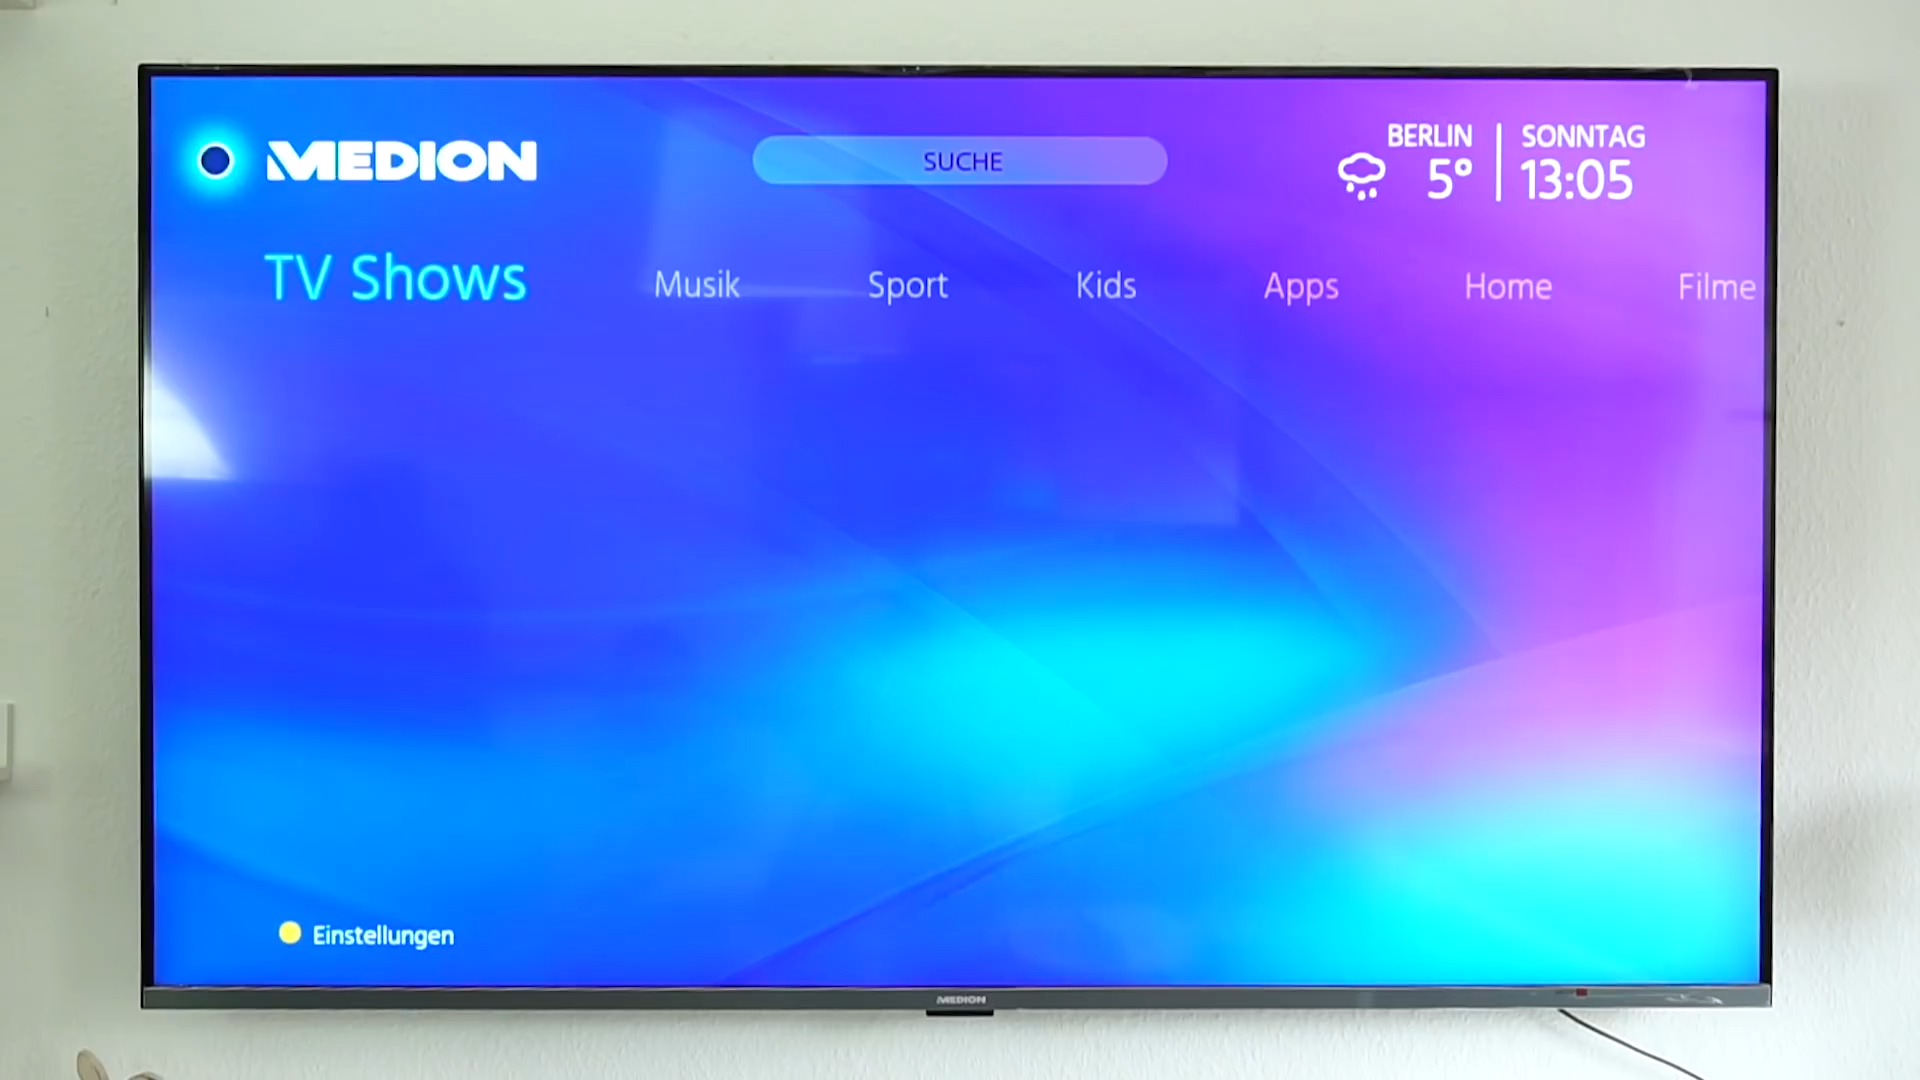 MEDION
SUCHE
BERLIN
5°
SONNTAG
13:05
TV Shows
Musik
Sport
Kids
Apps
Home
Filme
Einstellungen
MEDION